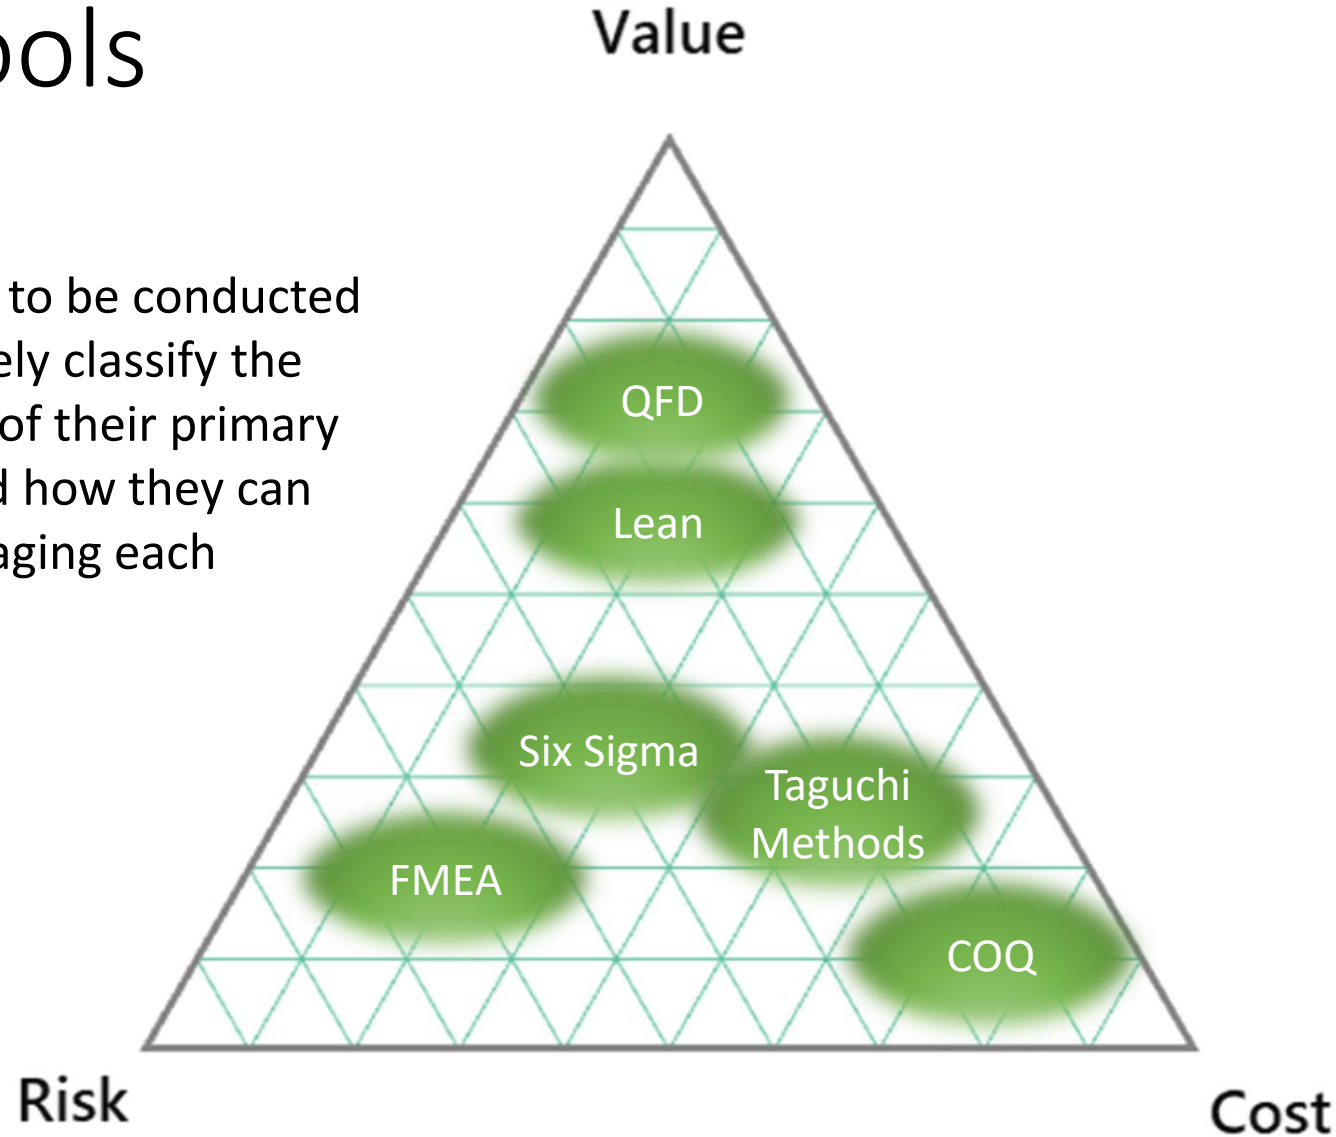 ools
Value
to be conducted
ely classify the
of their primary
d how they can
aging each
QFD
Lean
Six Sigma
Taguchi
Methods
FMEA
COQ
Risk
Cost